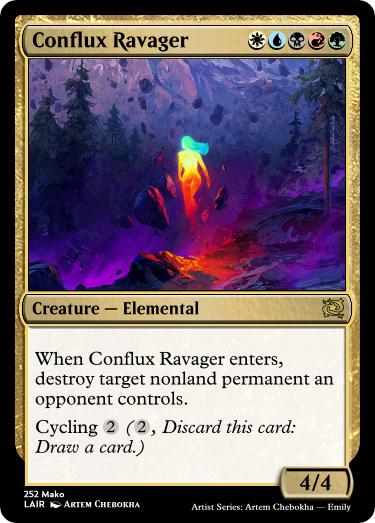 Conflux Ravager
Creature — Elemental
When Conflux Ravager enters,
destroy target nonland permanent an
opponent controls.
Cycling 2 (2, Discard this card:
Draw a card.)
4/4
252 Mako
LAIR Artem Chebokha
Artist Series: Artem Chebokha — Emily